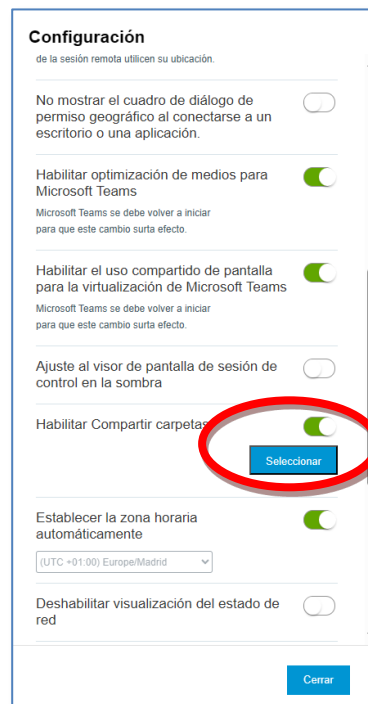 Configuración
de la sesión remota utilicen su ubicación.
No mostrar el cuadro de diálogo de
permiso geográfico al conectarse a un
escritorio o una aplicación.
Habilitar optimización de medios para
Microsoft Teams
Microsoft Teams se debe volver a iniciar
para que este cambio surta efecto.
Habilitar el uso compartido de pantalla
para la virtualización de Microsoft Teams
Microsoft Teams se debe volver a iniciar
para que este cambio surta efecto.
Ajuste al visor de pantalla de sesión de
control en la sombra
Habilitar Compartir carpetas
Seleccionar
Establecer la zona horaria
automáticamente
(UTC +01:00) Europe/Madrid
Deshabilitar visualización del estado de
red
Cerrar